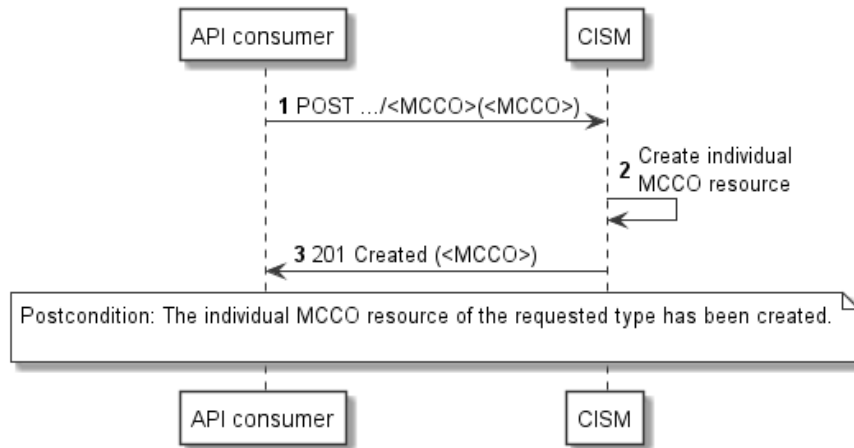 API consumer
CISM
1 POST .../<MCCO>(<MCCO>)
2 Create individual
MCCO resource
3 201 Created (<MCCO>)
Postcondition: The individual MCCO resource of the requested type has been created.
API consumer
CISM